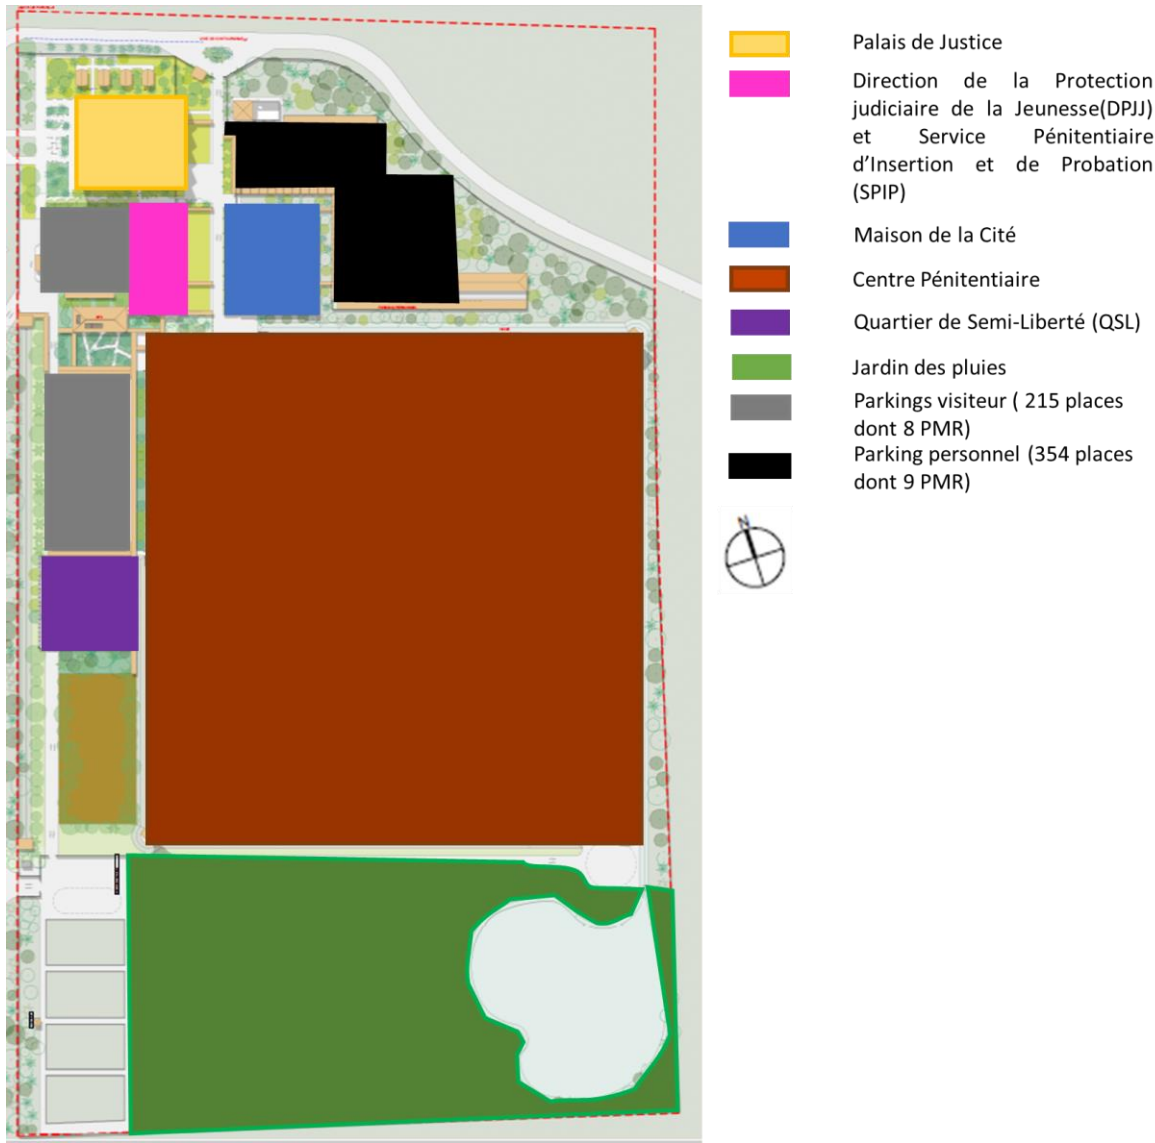 Palais de Justice
Direction de la Protection
judiciaire de la Jeunesse(DPJJ)
et Service Pénitentiaire
d'Insertion et de Probation
(SPIP)
Maison de la Cité
Centre Pénitentiaire
Quartier de Semi-Liberté (QSL)
Jardin des pluies
Parkings visiteur ( 215 places
dont 8 PMR)
Parking personnel (354 places
dont 9 PMR)
N